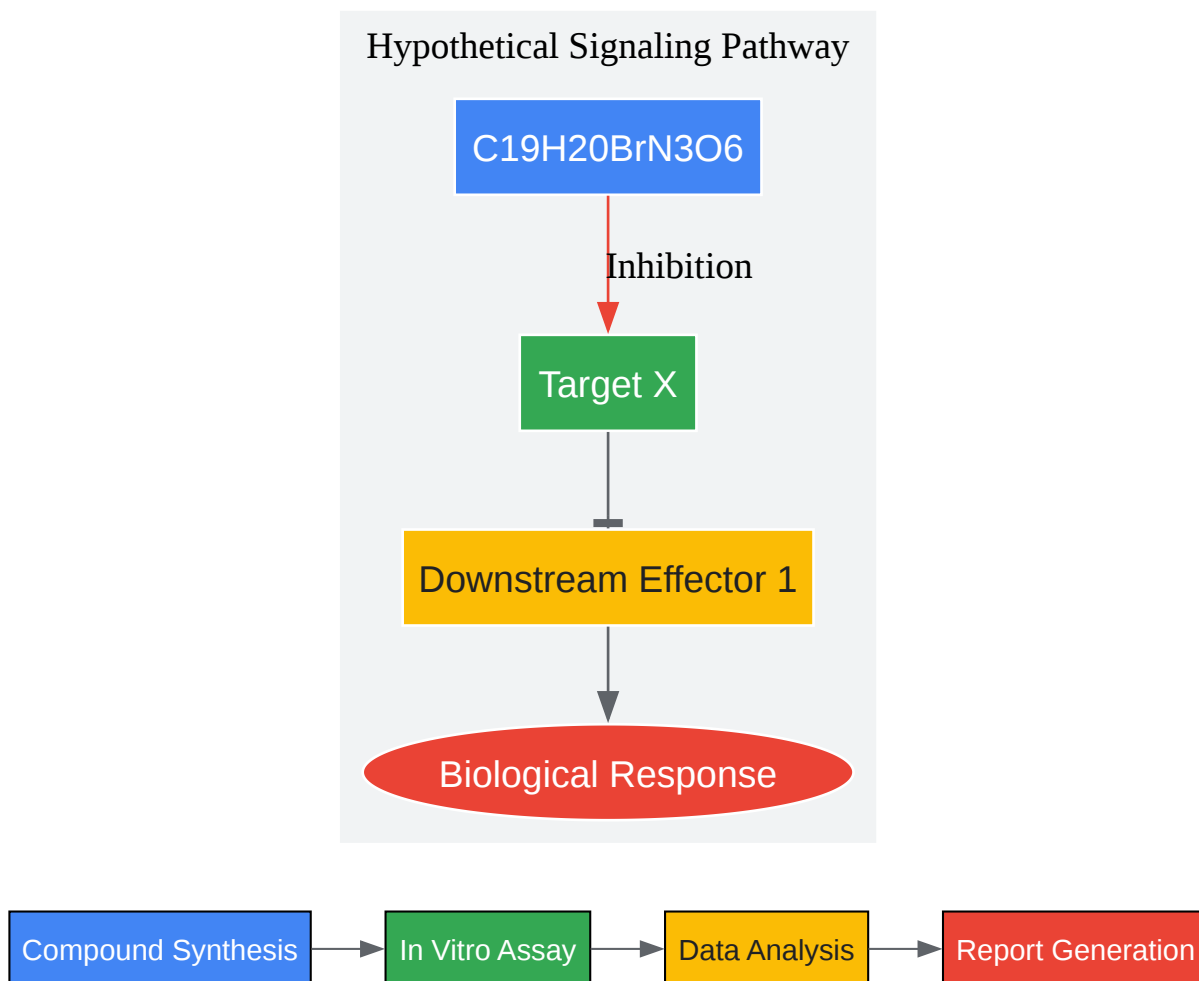 Hypothetical Signaling Pathway
C19H20BrN3O6
Inhibition
Target X
Downstream Effector 1
Biological Response
Compound Synthesis
In Vitro Assay
Data Analysis
Report Generation